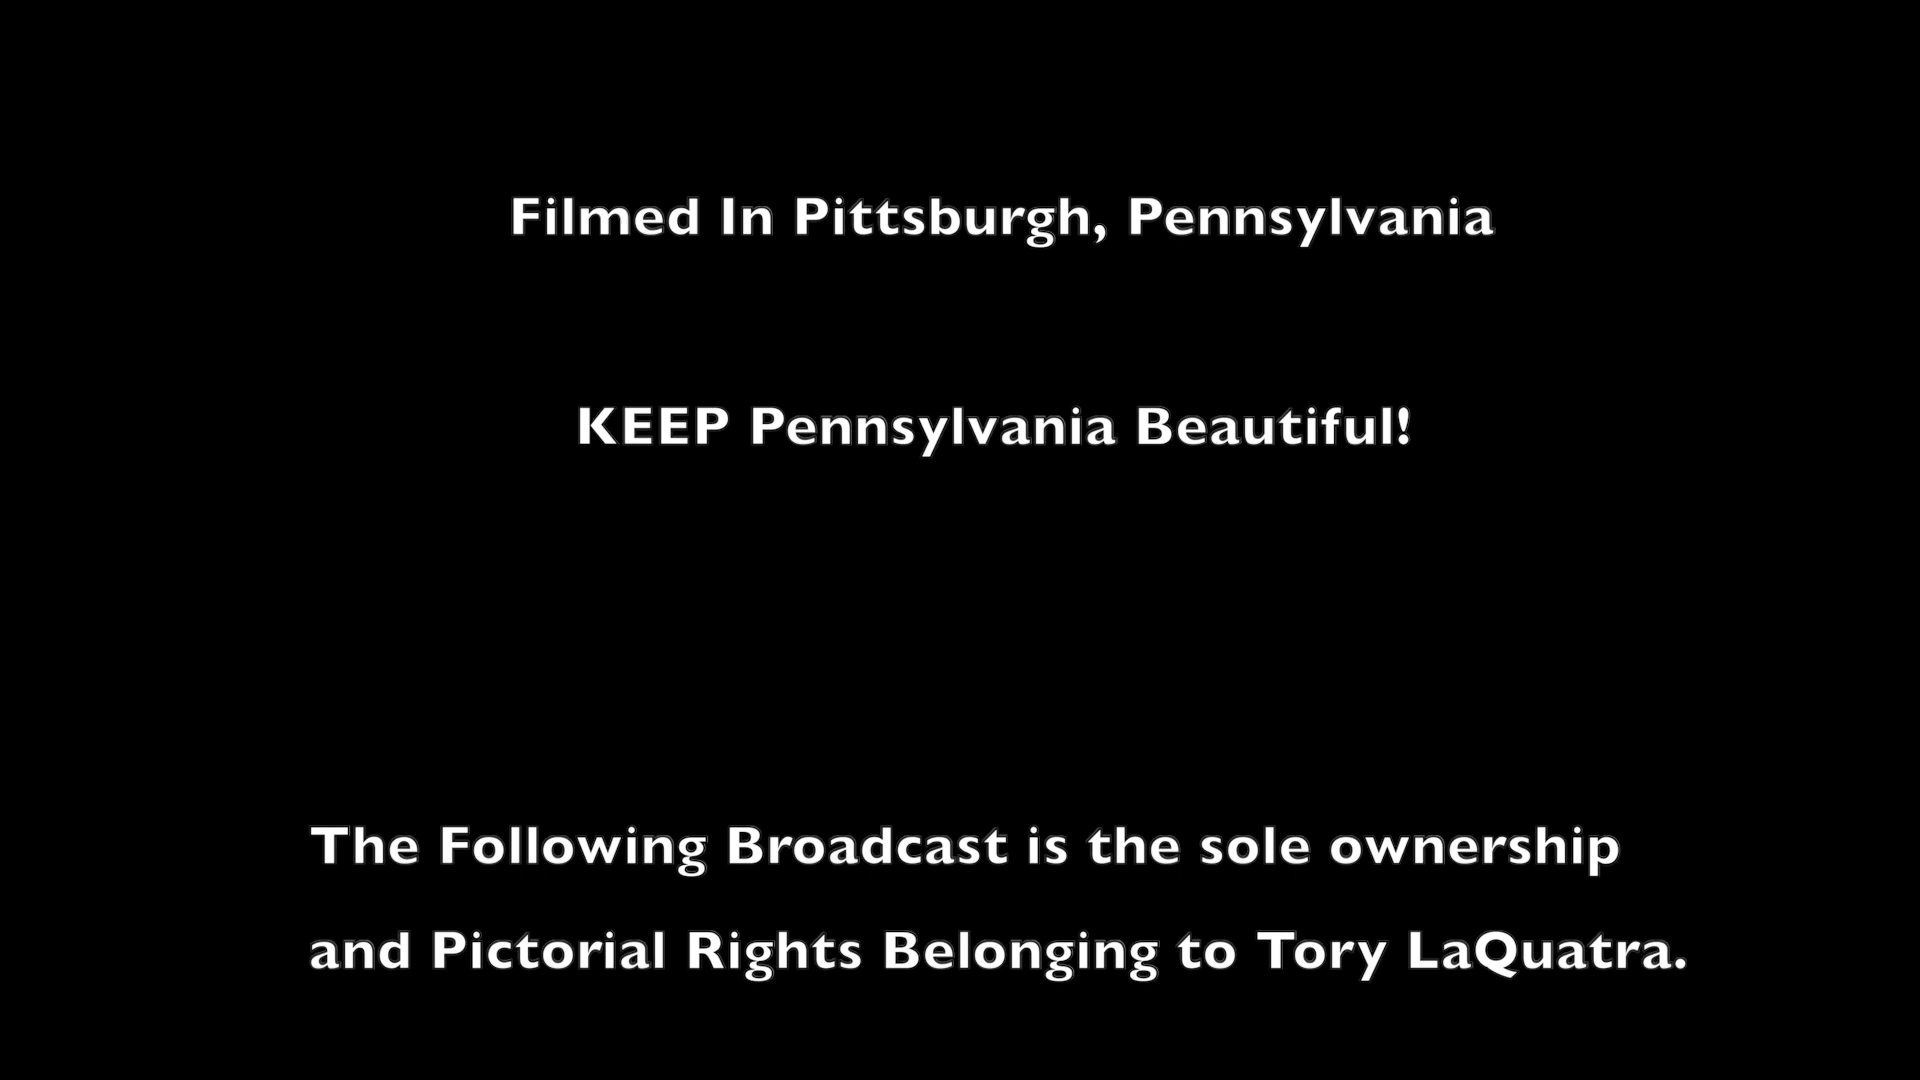 Filmed In Pittsburgh, Pennsylvania
KEEP Pennsylvania Beautiful!
The Following Broadcast is the sole ownership
and Pictorial Rights Belonging to Tory LaQuatra.